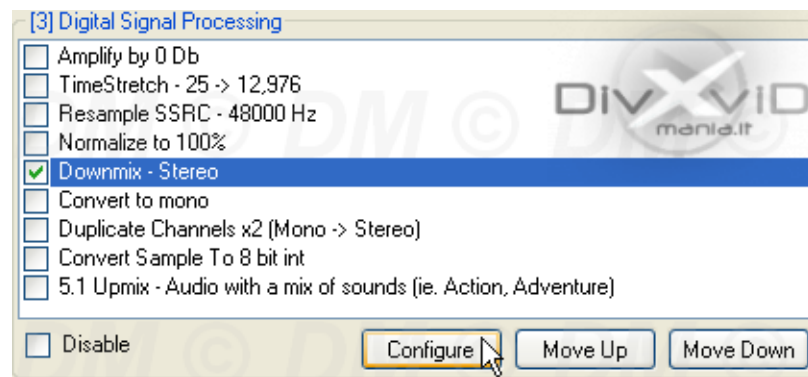 [3] Digital Signal Processing
Amplify by 0 Db
TimeStretch - 25 -> 12,976
Resample SSRC - 48000 Hz
Normalize to 100%
Downmix - Stereo
Convert to mono
Duplicate Channels x2 (Mono -> Stereo)
Convert Sample To 8 bit int
5.1 Upmix - Audio with a mix of sounds (ie. Action, Adventure)
DivXviD
mania.it
DM ©
Disable
Configure
Move Up
Move Down